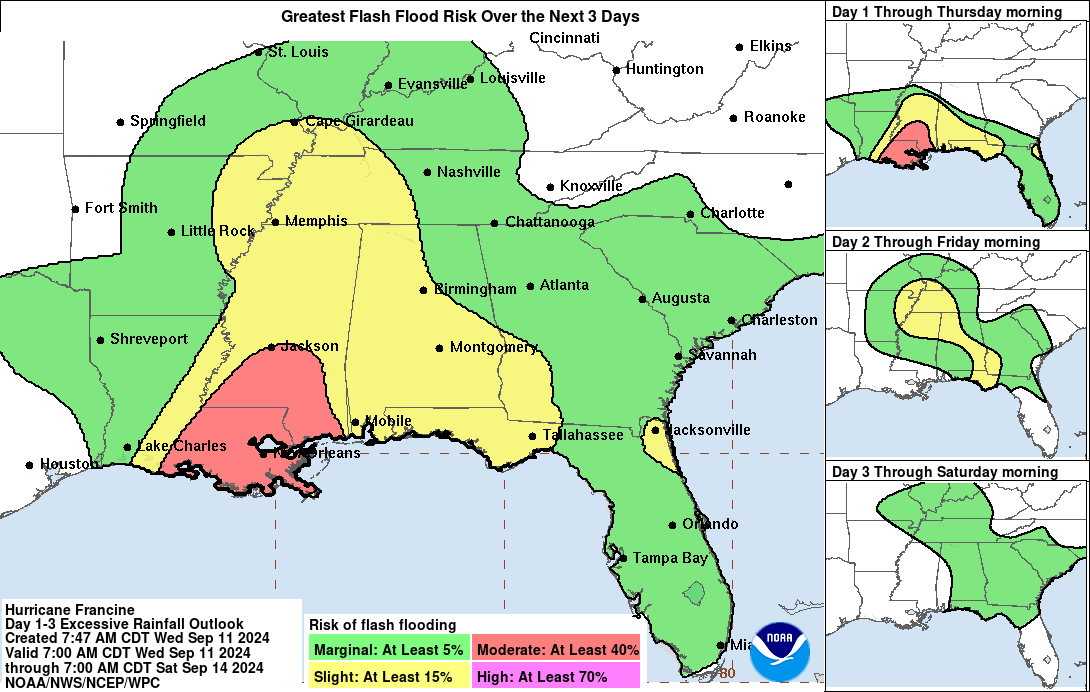 Greatest Flash Flood Risk Over the Next 3 Days
Cincinnati
Elkins
St. Louis
Huntington
Louisville
Evansville
Roanoke
Springfield
Cape Girardeau
Nashville
Knoxville
Fort Smith
Charlotte
Memphis
Chattanooga
Little Rock
Atlanta
Birmingham
Augusta
Charleston
Shreveport
Jackson
Montgomery
Savannah
Mobile
Jacksonville
Tallahassee
Lake Charles
New Orleans
Houston
Orlando
Tampa Bay
Mia
80
Hurricane Francine
Day 1-3 Excessive Rainfall Outlook
Created 7:47 AM CDT Wed Sep 11 2024
Valid 7:00 AM CDT Wed Sep 11 2024
through 7:00 AM CDT Sat Sep 14 2024
NOAA/NWS/NCEP/WPC
Risk of flash flooding
Marginal: At Least 5%
Moderate: At Least 40%
Slight: At Least 15%
High: At Least 70%
NOAA
Day 1 Through Thursday morning
Day 2 Through Friday morning
Day 3 Through Saturday morning